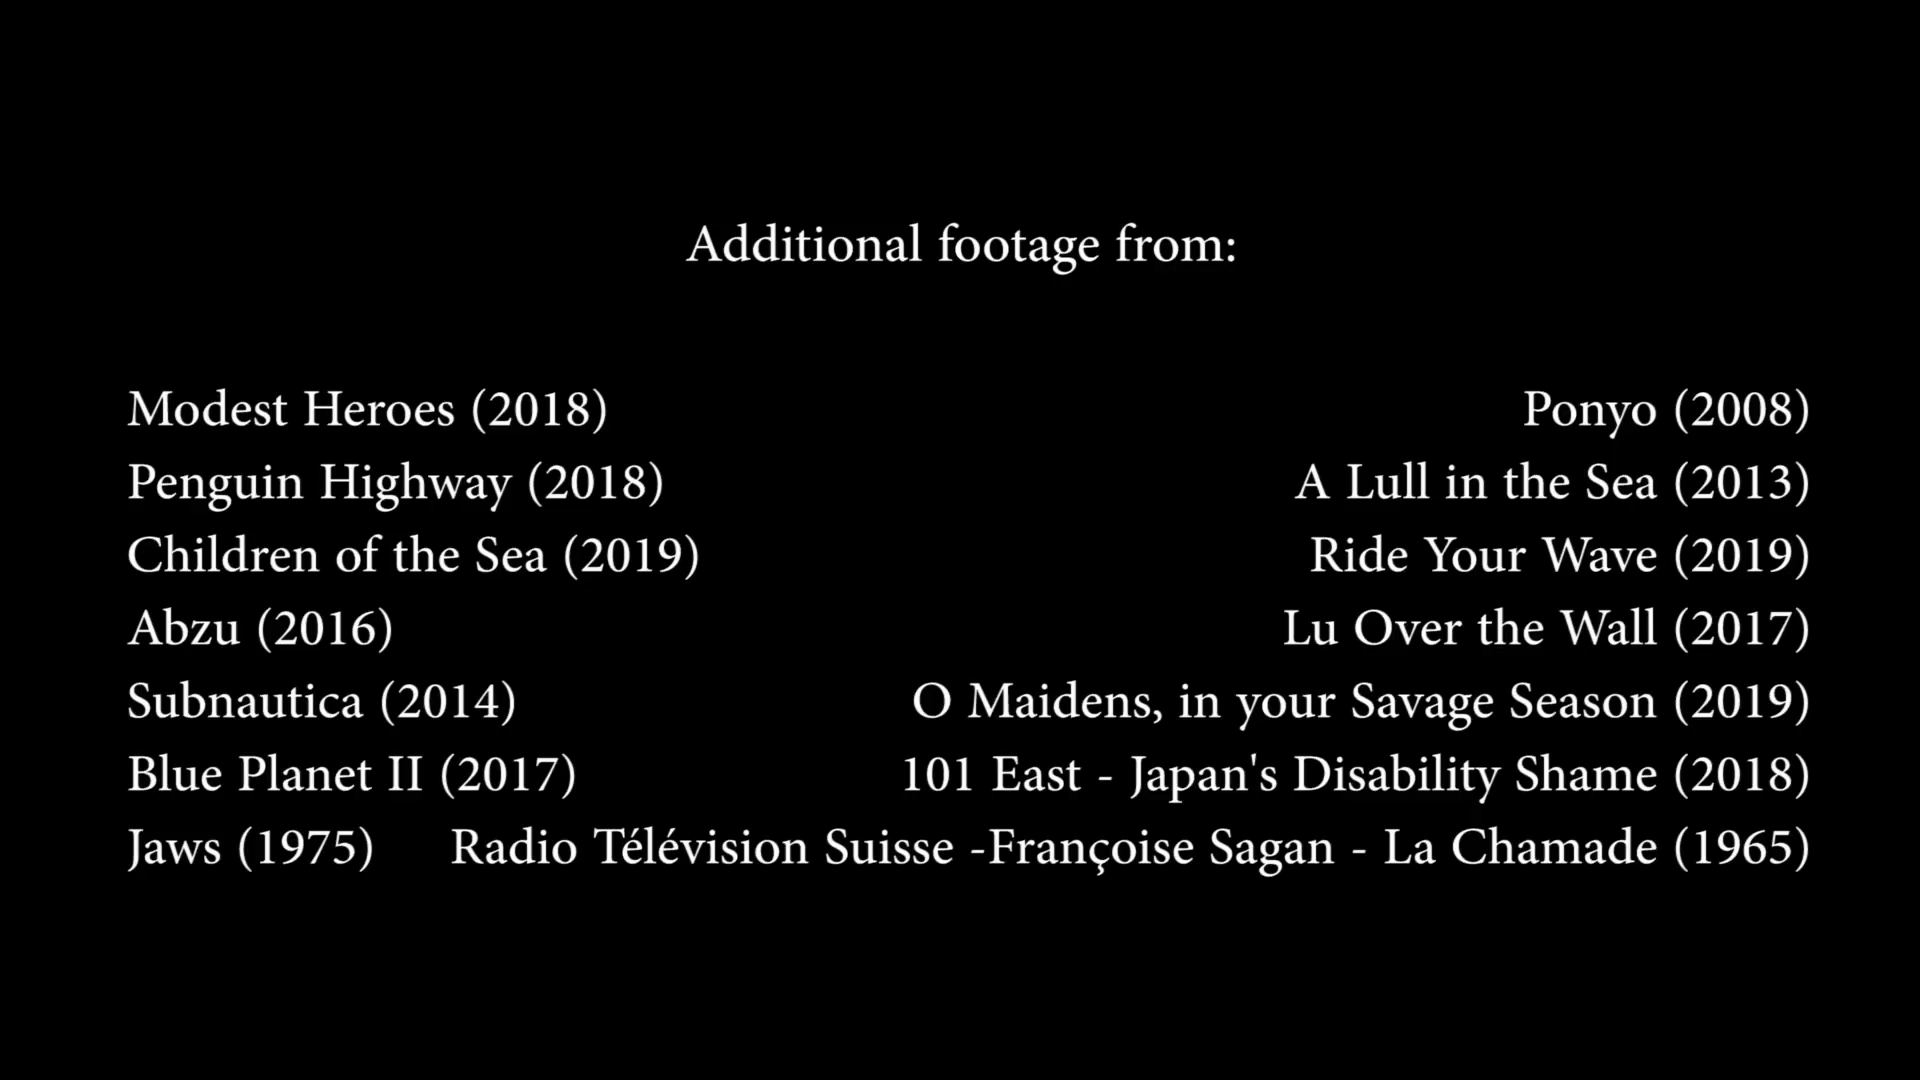 Additional footage from:
Modest Heroes (2018)
Penguin Highway (2018)
Children of the Sea (2019)
Abzu (2016)
Subnautica (2014)
Blue Planet II (2017)
Jaws (1975)
Ponyo (2008)
A Lull in the Sea (2013)
Ride Your Wave (2019)
Lu Over the Wall (2017)
O Maidens, in your Savage Season (2019)
101 East - Japan's Disability Shame (2018)
Radio Télévision Suisse -Françoise Sagan - La Chamade (1965)